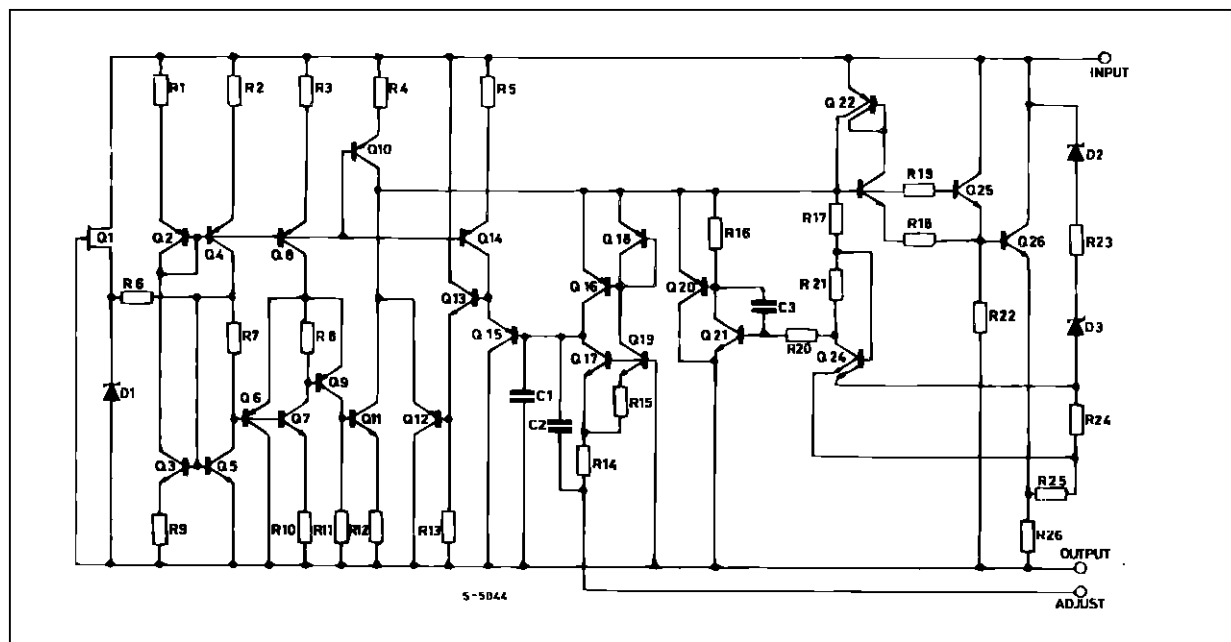 INPUT
R1
R2
R3
R4
R5
Q22
Q10
D2
R19
Q25
R17
R18
Q1
Q2
Q4
Q8
Q14
Q18
R16
Q26
R23
R6
Q13
Q16
Q20
C3
R21
R22
D3
R7
R8
Q15
Q17
Q19
Q21
R20
Q24
D1
Q6
Q9
Q7
Q11
Q12
C1
R15
C2
R24
Q3
Q5
R14
R25
R9
R10
R11
R12
R13
R26
OUTPUT
S-5844
ADJUST